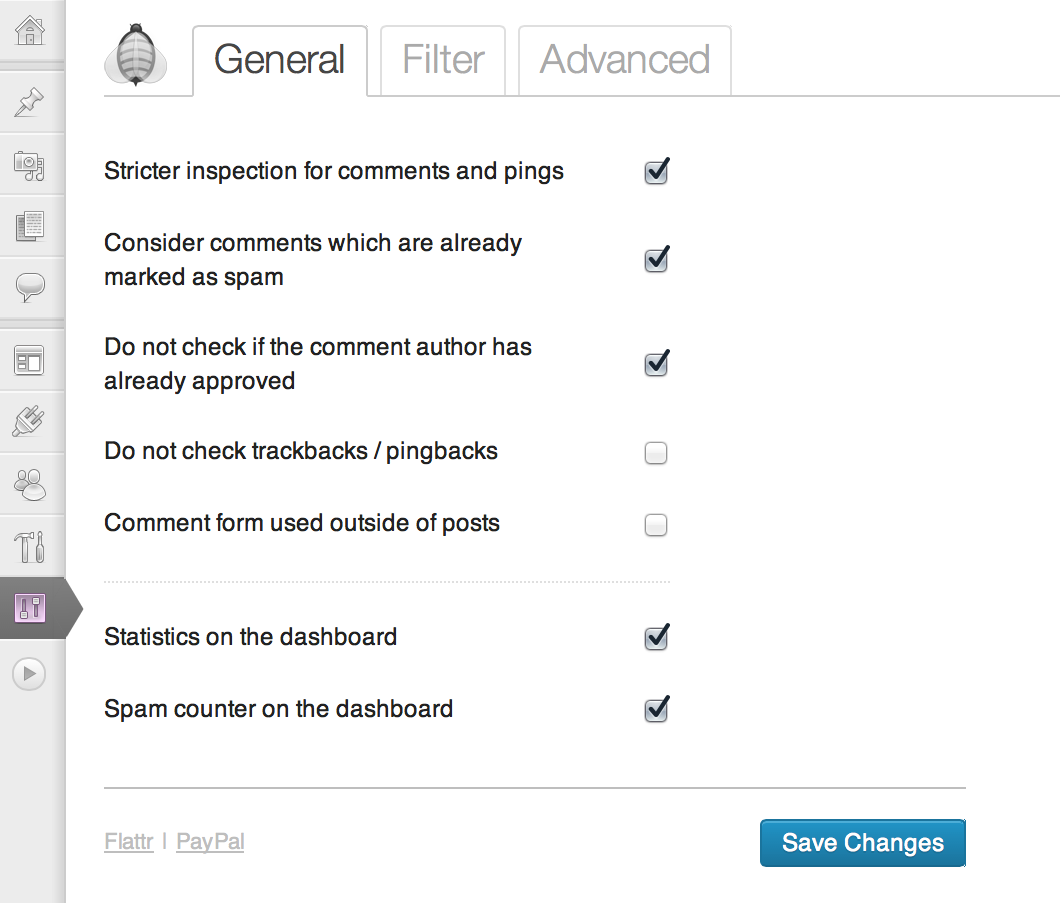 General
Filter
Advanced
Stricter inspection for comments and pings
Consider comments which are already
marked as spam
Do not check if the comment author has
already approved
Do not check trackbacks / pingbacks
Comment form used outside of posts
Statistics on the dashboard
Spam counter on the dashboard
Flattr | PayPal
Save Changes